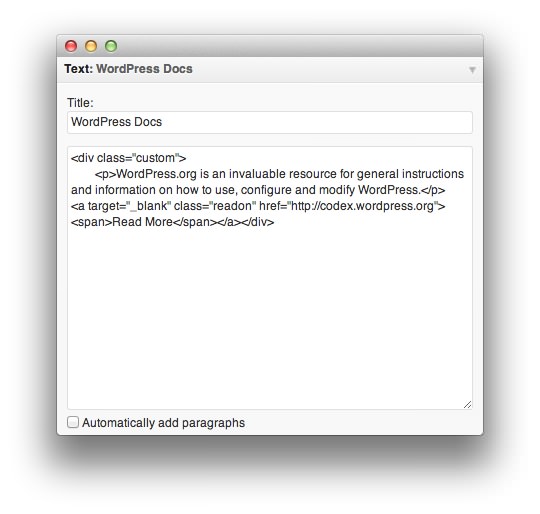 Text: WordPress Docs
Title:
WordPress Docs
<div class="custom">
<p>WordPress.org is an invaluable resource for general instructions
and information on how to use, configure and modify WordPress.</p>
<a target="_blank" class="readon" href="http://codex.wordpress.org">
<span>Read More</span></a></div>
Automatically add paragraphs